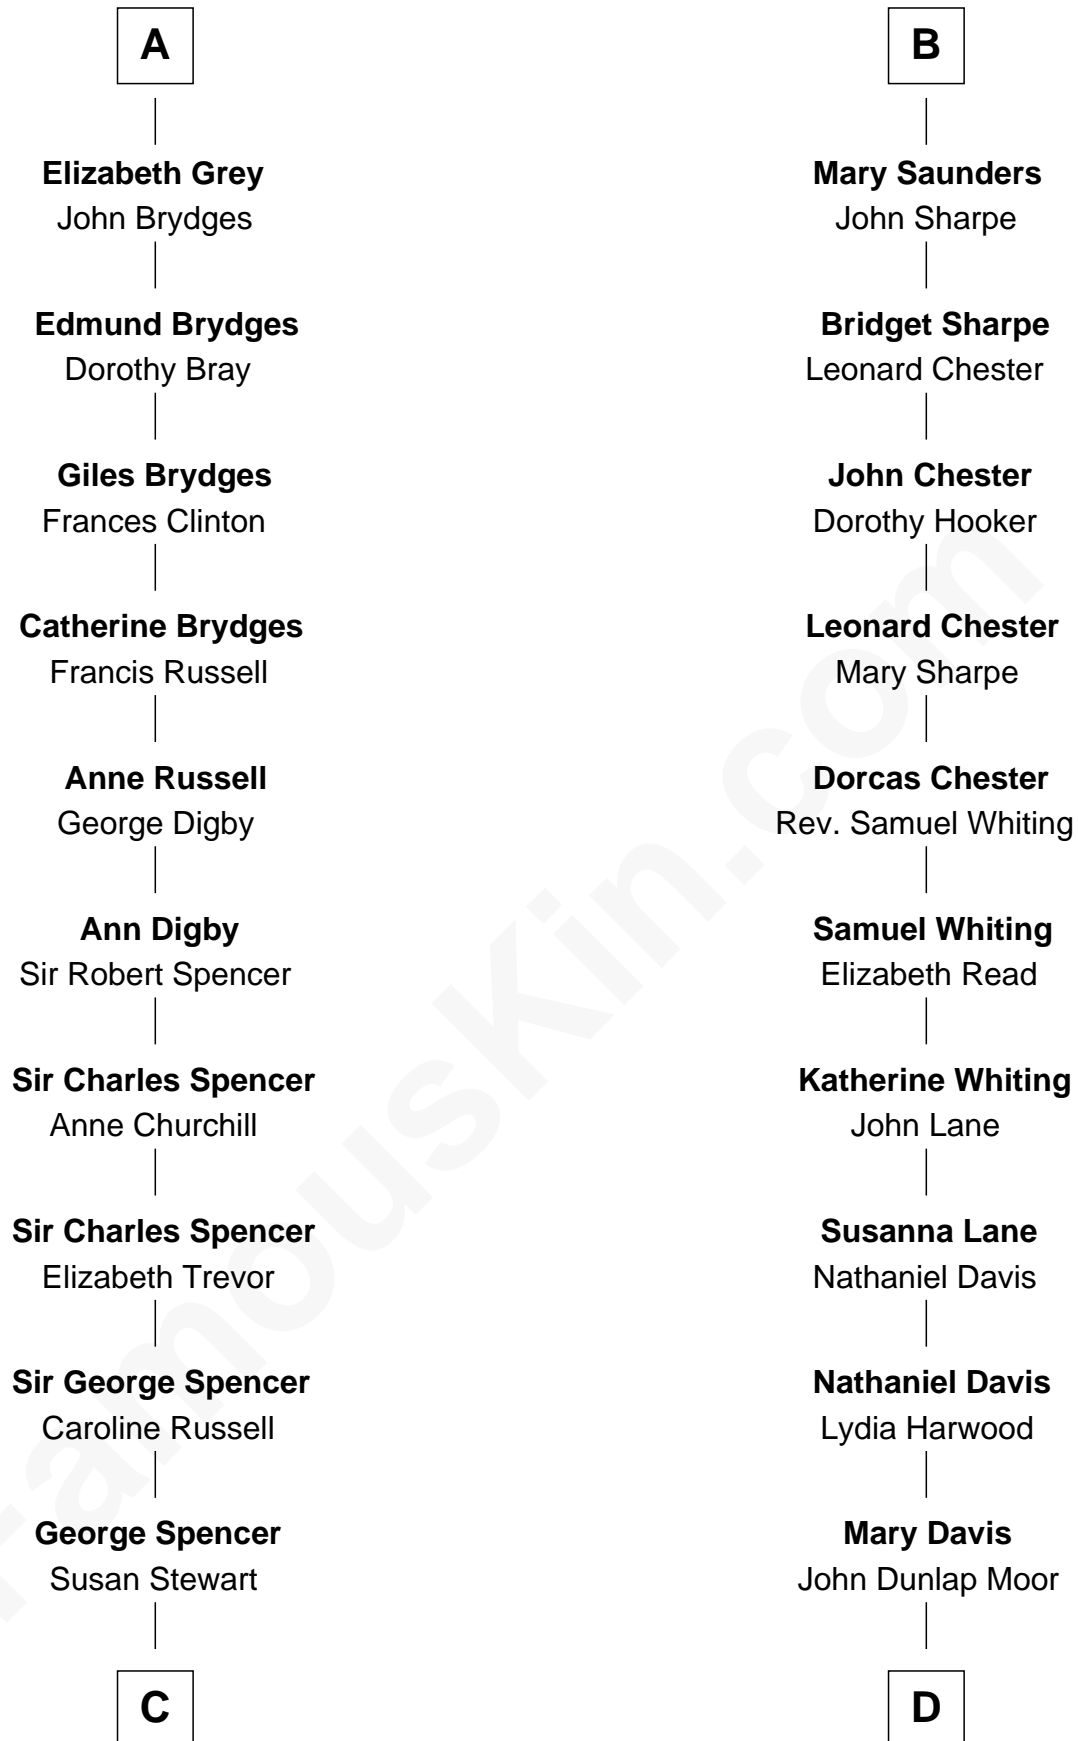 A
Elizabeth Grey
John Brydges
Edmund Brydges
Dorothy Bray
Giles Brydges
Frances Clinton
Catherine Brydges
Francis Russell
Anne Russell
George Digby
Ann Digby
Sir Robert Spencer
Sir Charles Spencer
Anne Churchill
Sir Charles Spencer
Elizabeth Trevor
Sir George Spencer
Caroline Russell
George Spencer
Susan Stewart
C
B
Mary Saunders
John Sharpe
Bridget Sharpe
Leonard Chester
John Chester
Dorothy Hooker
Leonard Chester
Mary Sharpe
Dorcas Chester
Rev. Samuel Whiting
Samuel Whiting
Elizabeth Read
Katherine Whiting
John Lane
Susanna Lane
Nathaniel Davis
Nathaniel Davis
Lydia Harwood
Mary Davis
John Dunlap Moor
D
FamousKin.com